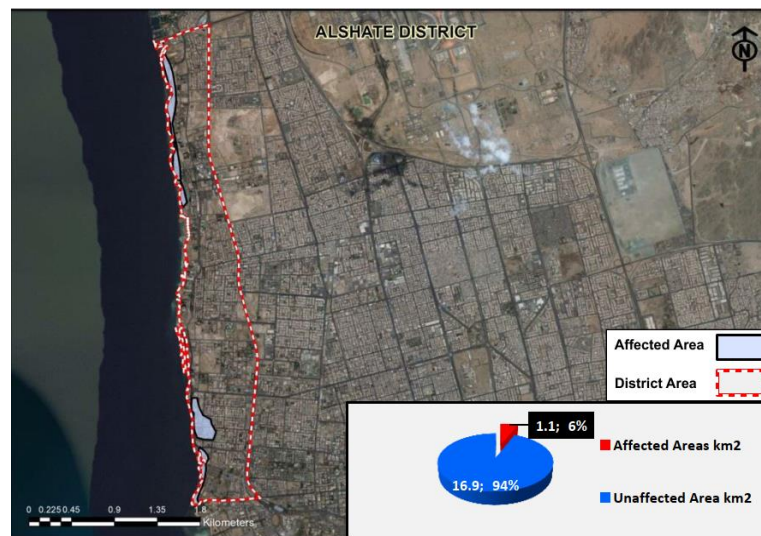 ALSHATE DISTRICT
N
Affected Area
District Area
1.1; 6%
Affected Areas km2
16.9; 94%
Unaffected Area km2
0 0.225 0.45 0.9 1.35 1.8
Kilometers